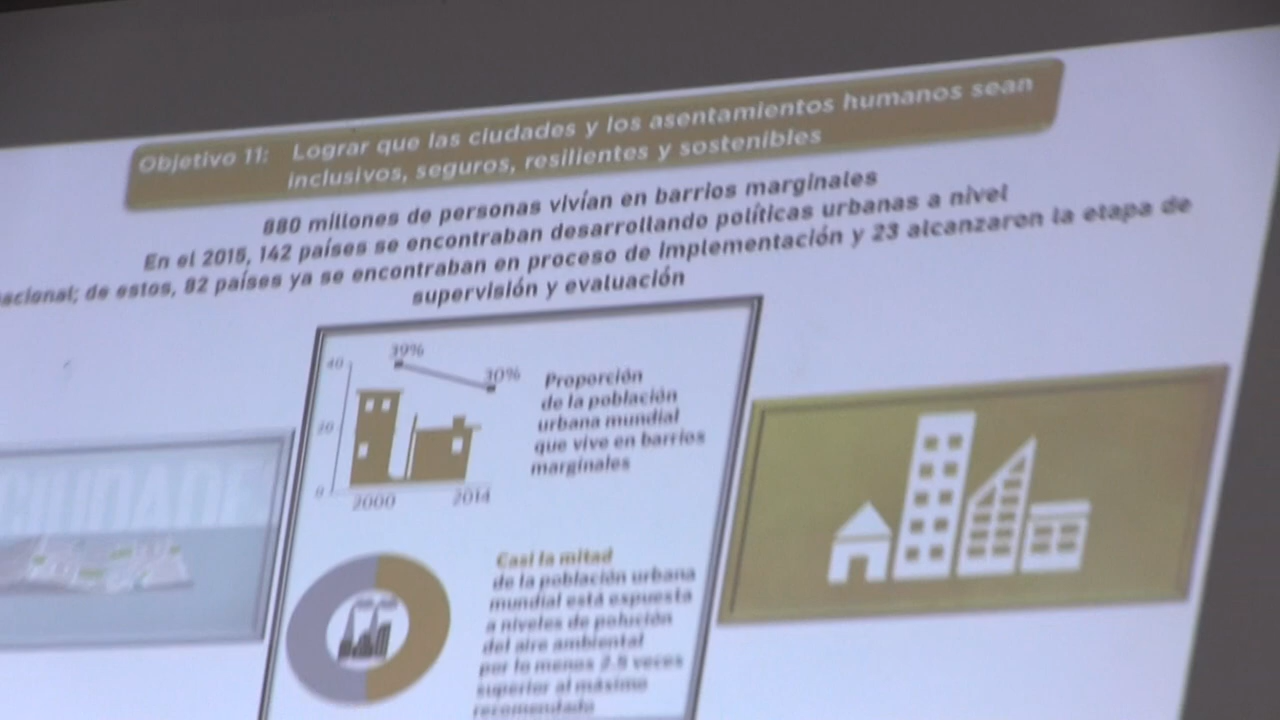 Objetivo 11: Lograr que las ciudades y los asentamientos humanos sean
inclusivos, seguros, resilientes y sostenibles
880 millones de personas vivían en barrios marginales
En el 2015, 142 países se encontraban desarrollando políticas urbanas a nivel
nacional; de estos, 82 países ya se encontraban en proceso de implementación y 23 alcanzaron la etapa de
supervisión y evaluación
40
39%
30%
20
0
2000
2014
Proporción
de la población
urbana mundial
que vive en barrios
marginales
CIUDADE
Casi la mitad
de la población urbana
mundial está expuesta
a niveles de polución
del aire ambiental
por lo menos 2.5 veces
superior al máximo
recomendado